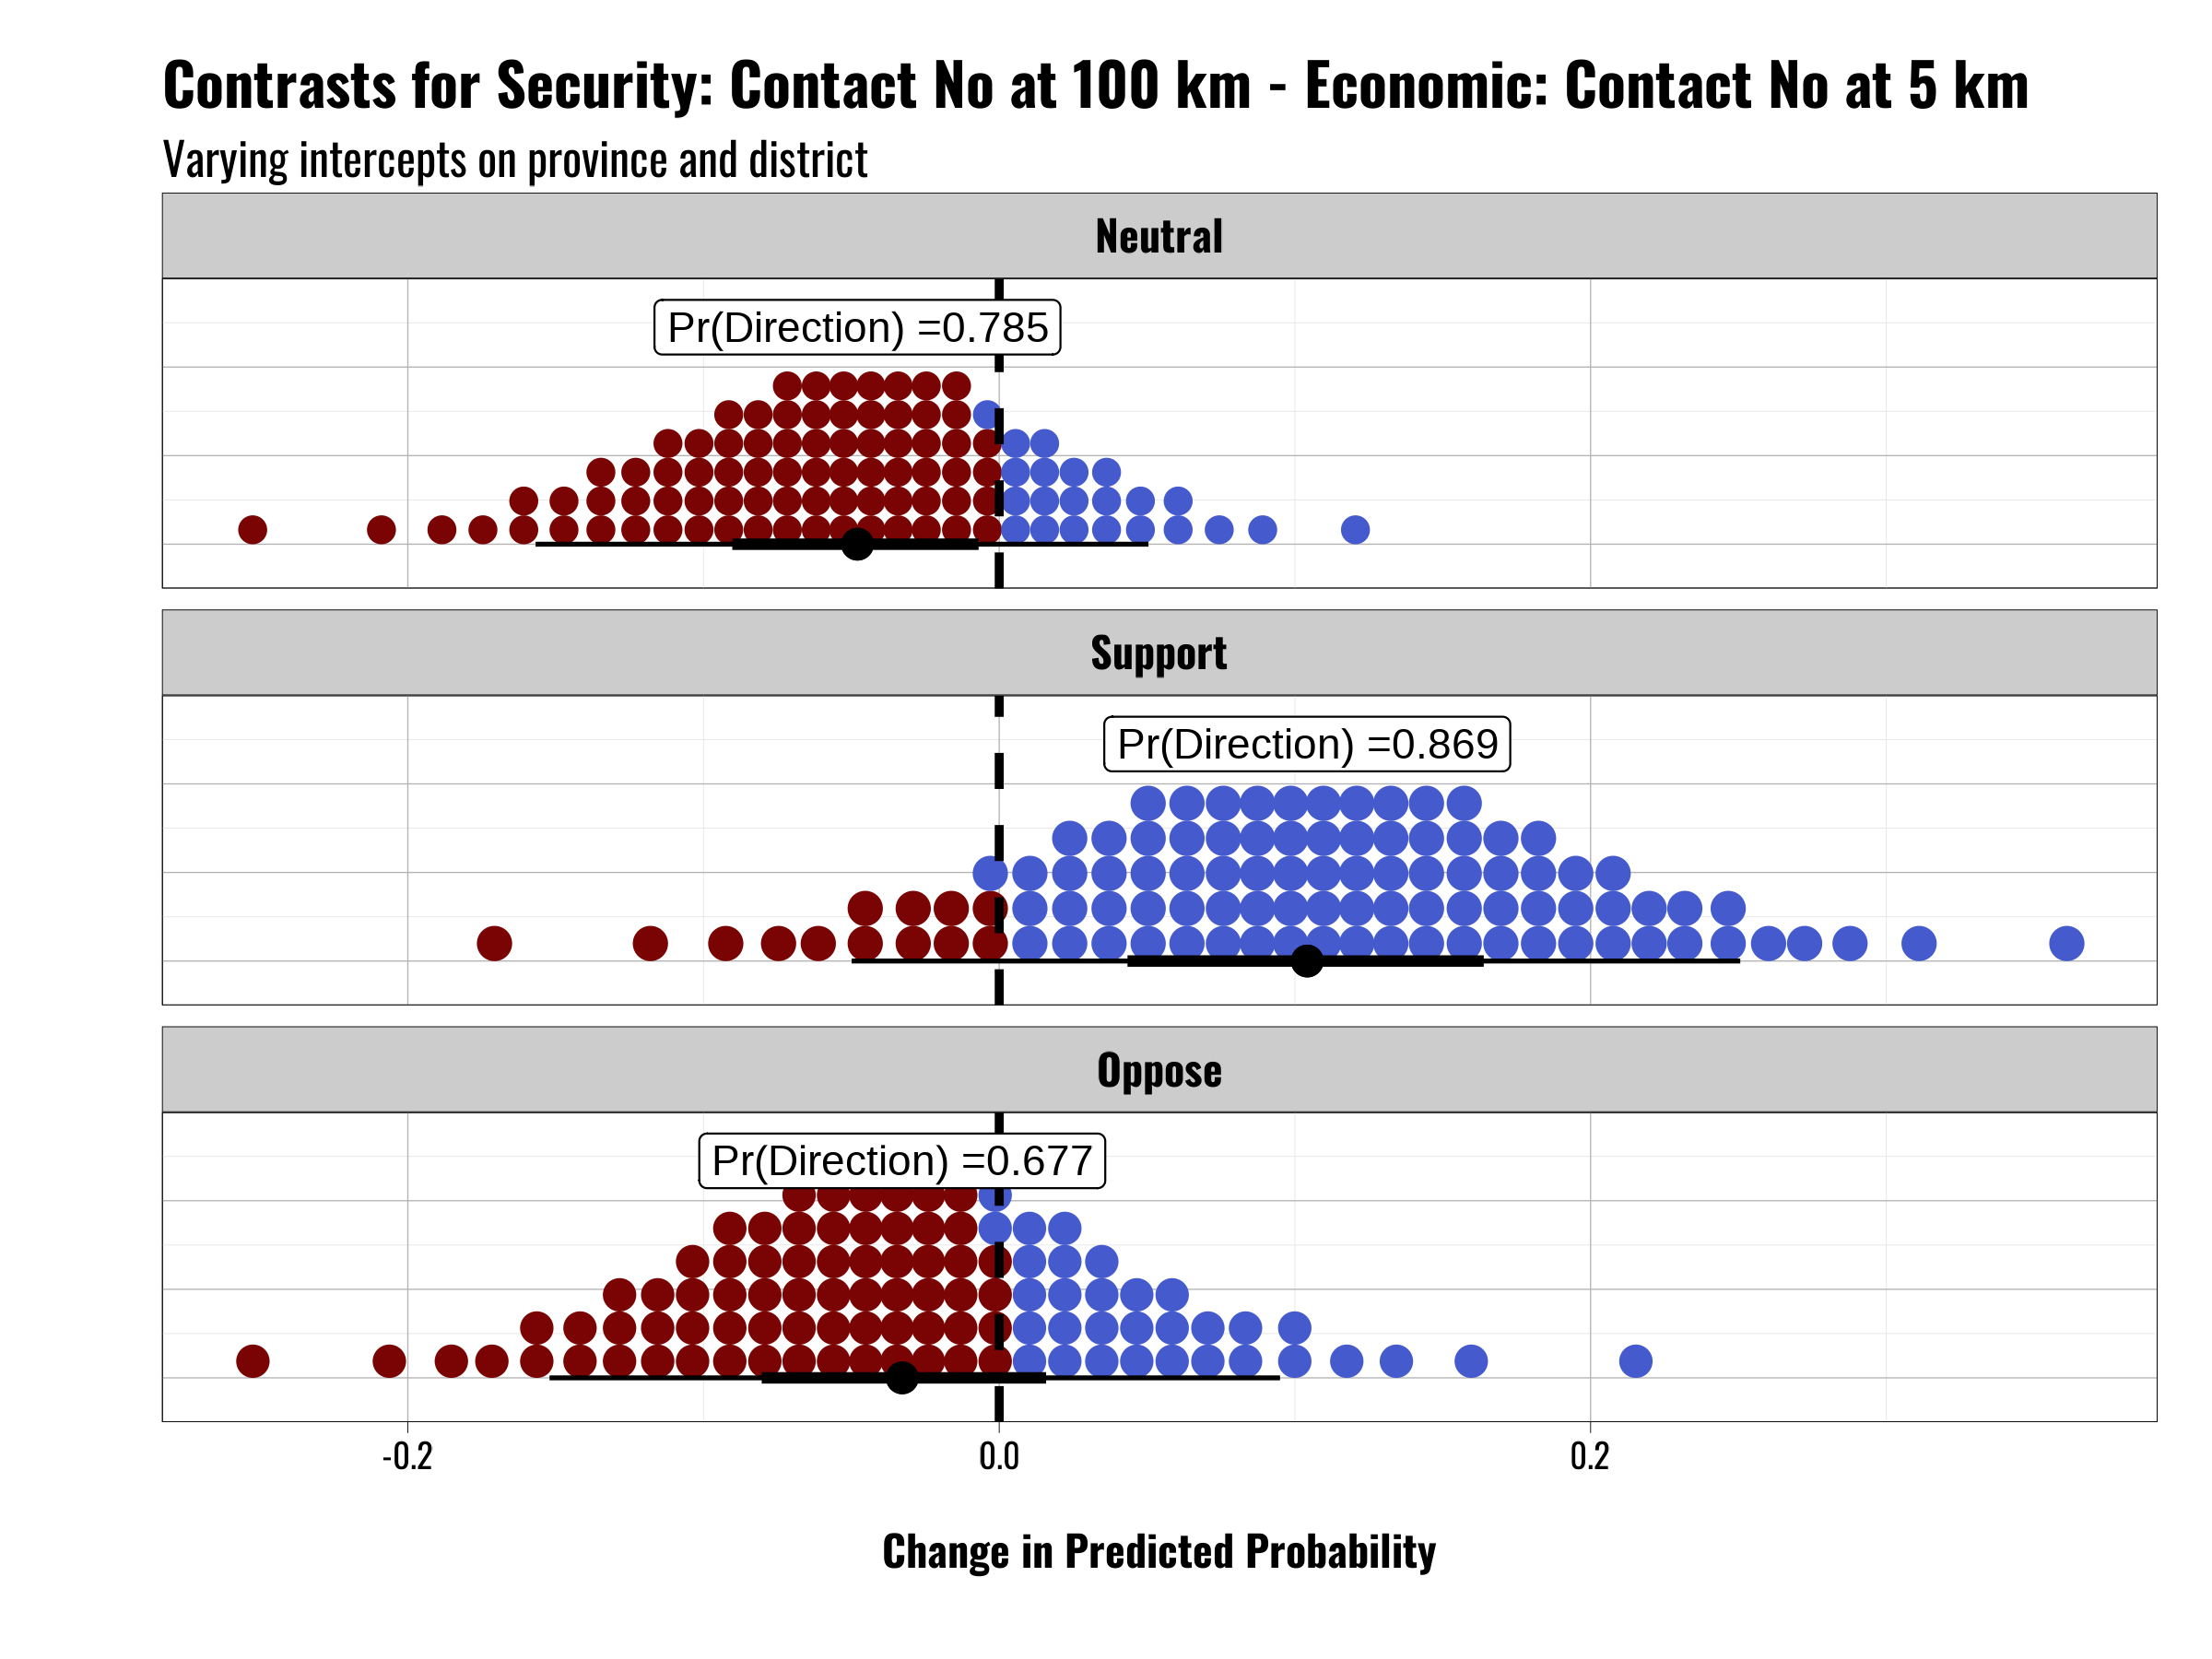 Contrasts for Security: Contact No at 100 km - Economic: Contact No at 5 km
Varying intercepts on province and district
Neutral
Pr(Direction) =0.785
Support
Pr(Direction) =0.869
Oppose
Pr(Direction) =0.677
-0.2 0.0 0.2
Change in Predicted Probability